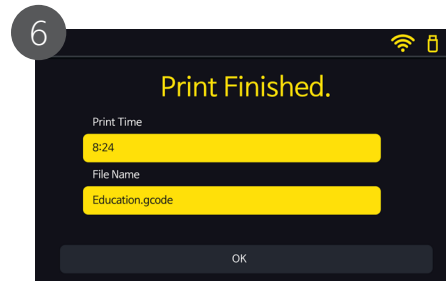 6
Print Finished.
Print Time
8:24
File Name
Education.gcode
OK